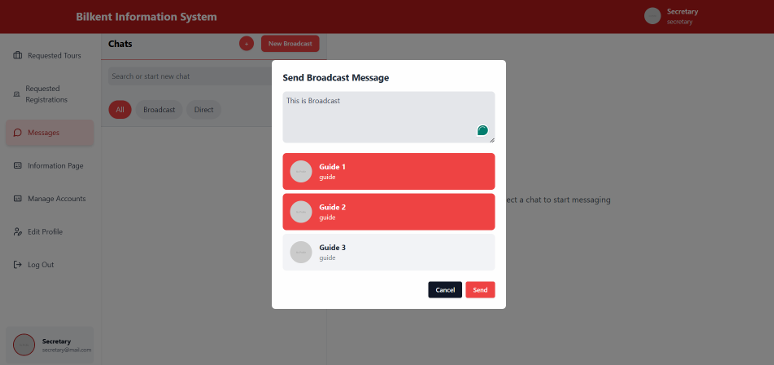 Bilkent Information System
Secretary
secretary
Requested Tours
Requested
Registrations
Messages
Information Page
Manage Accounts
Edit Profile
Log Out
Secretary
secretary@mail.com
Chats
+
New Broadcast
Search or start new chat
All
Broadcast
Direct
Send Broadcast Message
This is Broadcast
Guide 1
guide
Guide 2
guide
Guide 3
guide
Cancel
Send
ect a chat to start messaging